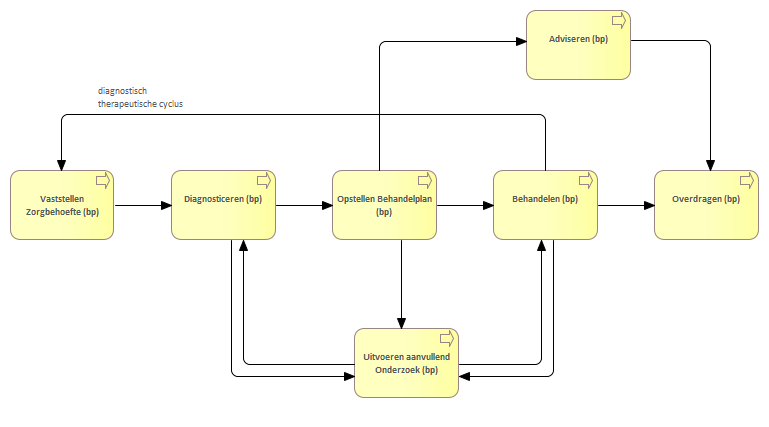 Adviseren (bp)
diagnostisch
therapeutische cyclus
Vaststellen
Zorgbehoefte (bp)
Diagnosticeren (bp)
Opstellen Behandelplan
(bp)
Behandelen (bp)
Overdragen (bp)
Uitvoeren aanvullend
Onderzoek (bp)